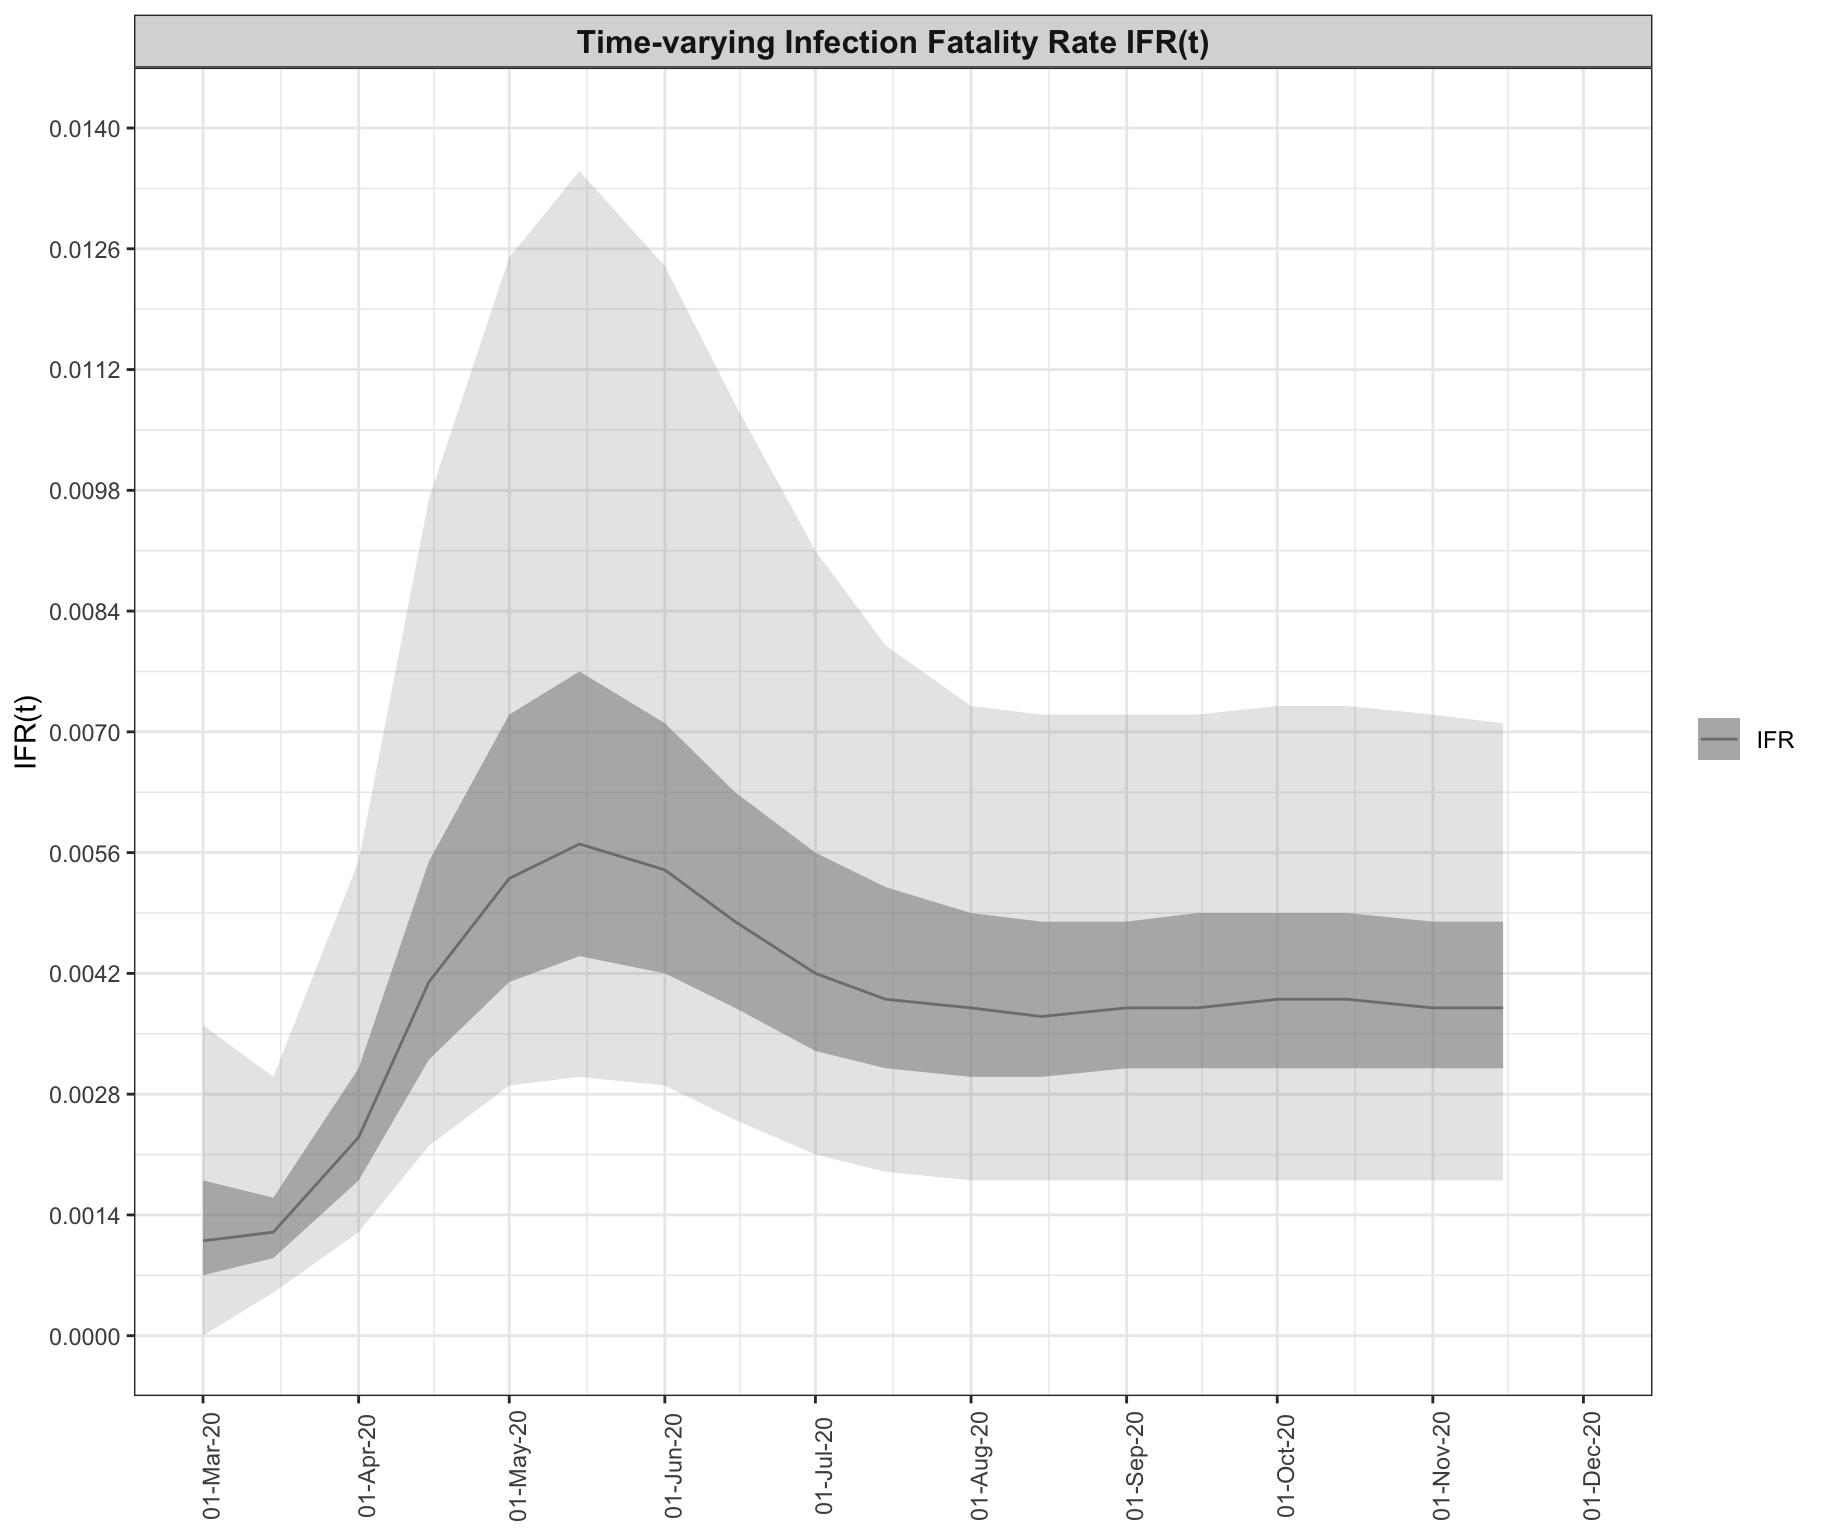 Time-varying Infection Fatality Rate IFR(t)
0.0140
0.0126
0.0112
0.0098
0.0084
0.0070
0.0056
0.0042
0.0028
0.0014
0.0000
IFR(t)
IFR
01-Mar-20
01-Apr-20
01-May-20
01-Jun-20
01-Jul-20
01-Aug-20
01-Sep-20
01-Oct-20
01-Nov-20
01-Dec-20